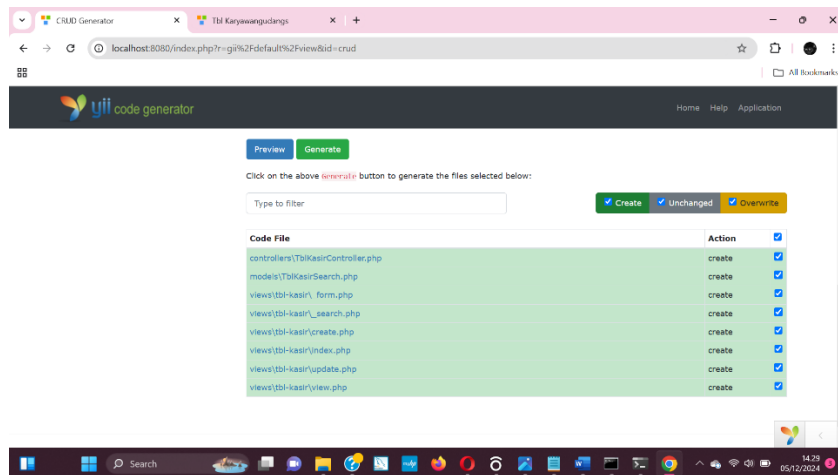 CRUD Generator
Tbl Karyawangudangs
localhost:8080/index.php?r=gii%2Fdefault%2Fview&id=crud
All Bookmarks
yii code generator
Home Help Application
Preview Generate
Click on the above Generate button to generate the files selected below:
Type to filter
Create Unchanged Overwrite
Code File Action
controllers\TblKasirController.php create
models\TblKasirSearch.php create
views\tbl-kasir\_form.php create
views\tbl-kasir\_search.php create
views\tbl-kasir\create.php create
views\tbl-kasir\index.php create
views\tbl-kasir\update.php create
views\tbl-kasir\view.php create
Search
14.29
05/12/2024